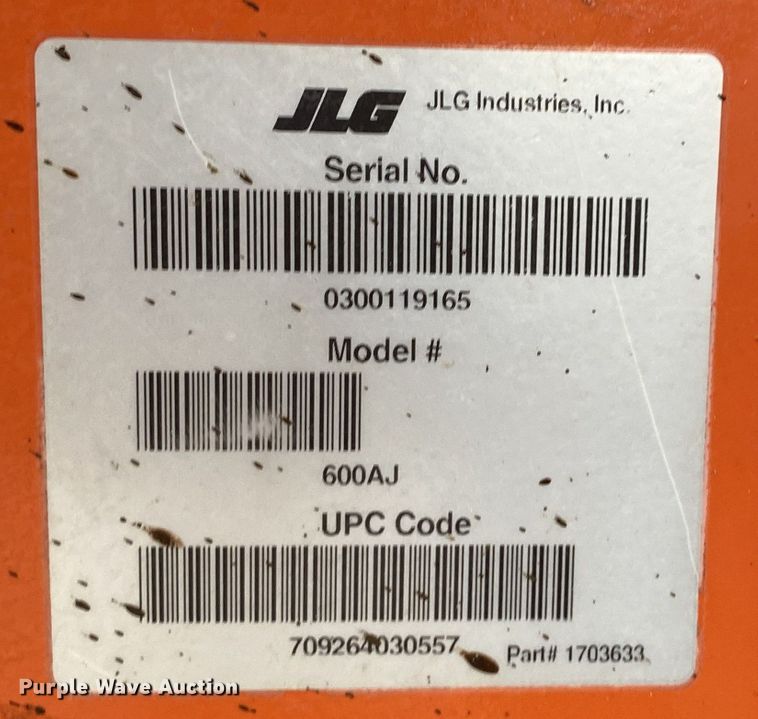 JLG JLG Industries, Inc.
Serial No.
0300119165
Model #
600AJ
UPC Code
709264030557 Part# 1703633
Purple Wave Auction